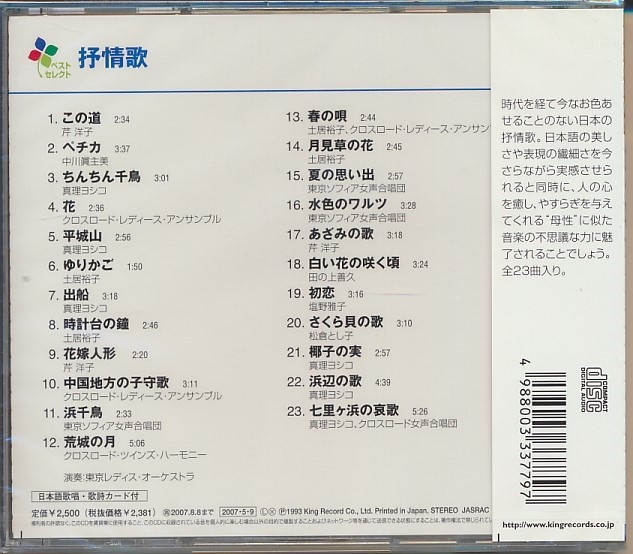 ベスト
セレクト
抒情歌
1. この道 2:34
芹 洋子
2. ペチカ 3:37
中川眞主美
3. ちんちん千鳥 3:01
真理ヨシコ
4. 花 2:36
クロスロード・レディース・アンサンブル
5. 平城山 2:56
真理ヨシコ
6. ゆりかご 1:50
土居裕子
7. 出船 3:18
真理ヨシコ
8. 時計台の鐘 2:46
土居裕子
9. 花嫁人形 2:20
芹 洋子
10. 中国地方の子守歌 3:11
クロスロード・レディース・アンサンブル
11. 浜千鳥 2:33
東京ソフィア女声合唱団
12. 荒城の月 5:06
クロスロード・ツインズ・ハーモニー
演奏:東京レディス・オーケストラ
13. 春の唄 2:44
土居裕子、クロスロード・レディース・アンサン
14. 月見草の花 2:45
土居裕子
15. 夏の思い出 2:57
東京ソフィア女声合唱団
16. 水色のワルツ 3:28
東京ソフィア女声合唱団
17. あざみの歌 3:18
芹 洋子
18. 白い花の咲く頃 3:24
田の上善久
19. 初恋 3:16
塩野雅子
20. さくら貝の歌 3:10
松倉とし子
21. 椰子の実 2:57
真理ヨシコ
22. 浜辺の歌 4:39
真理ヨシコ
23. 七里ヶ浜の哀歌 5:26
真理ヨシコ、クロスロード女声合唱団
時代を経て今なお色あ
せることのない日本の
抒情歌。日本語の美し
さや表現の繊細さを今
さらながら実感させら
れると同時に、人の心
を癒し、やすらぎを与え
てくれる“母性”に似た
音楽の不思議な力に魅
了されることでしょう。
全23曲入り。
COMPACT
disc
DIGITAL AUDIO
4988003337797
日本語歌唱・歌詩カード付
定価¥2,500 (税抜価格¥2,381) 2007.8.8まで 2007・5・9 ℗1993 King Record Co., Ltd. Printed in Japan. STEREO JASRAC
http://www.kingrecords.co.jp